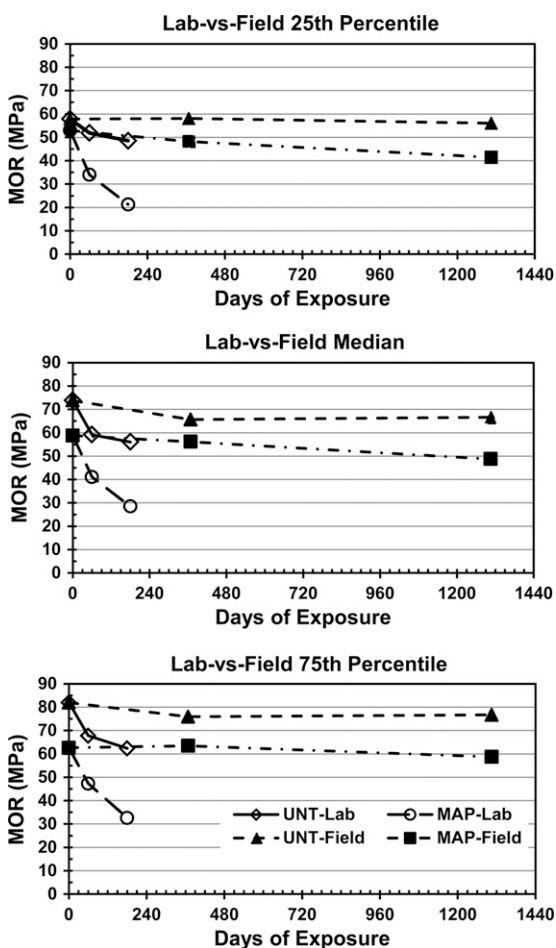 Lab-vs-Field 25th Percentile
MOR (MPa)
90
80
70
60
50
40
30
20
10
0
0 240 480 720 960 1200 1440
Days of Exposure
Lab-vs-Field Median
MOR (MPa)
90
80
70
60
50
40
30
20
10
0
0 240 480 720 960 1200 1440
Days of Exposure
Lab-vs-Field 75th Percentile
MOR (MPa)
90
80
70
60
50
40
30
20
10
0
UNT-Lab MAP-Lab
UNT-Field MAP-Field
0 240 480 720 960 1200 1440
Days of Exposure